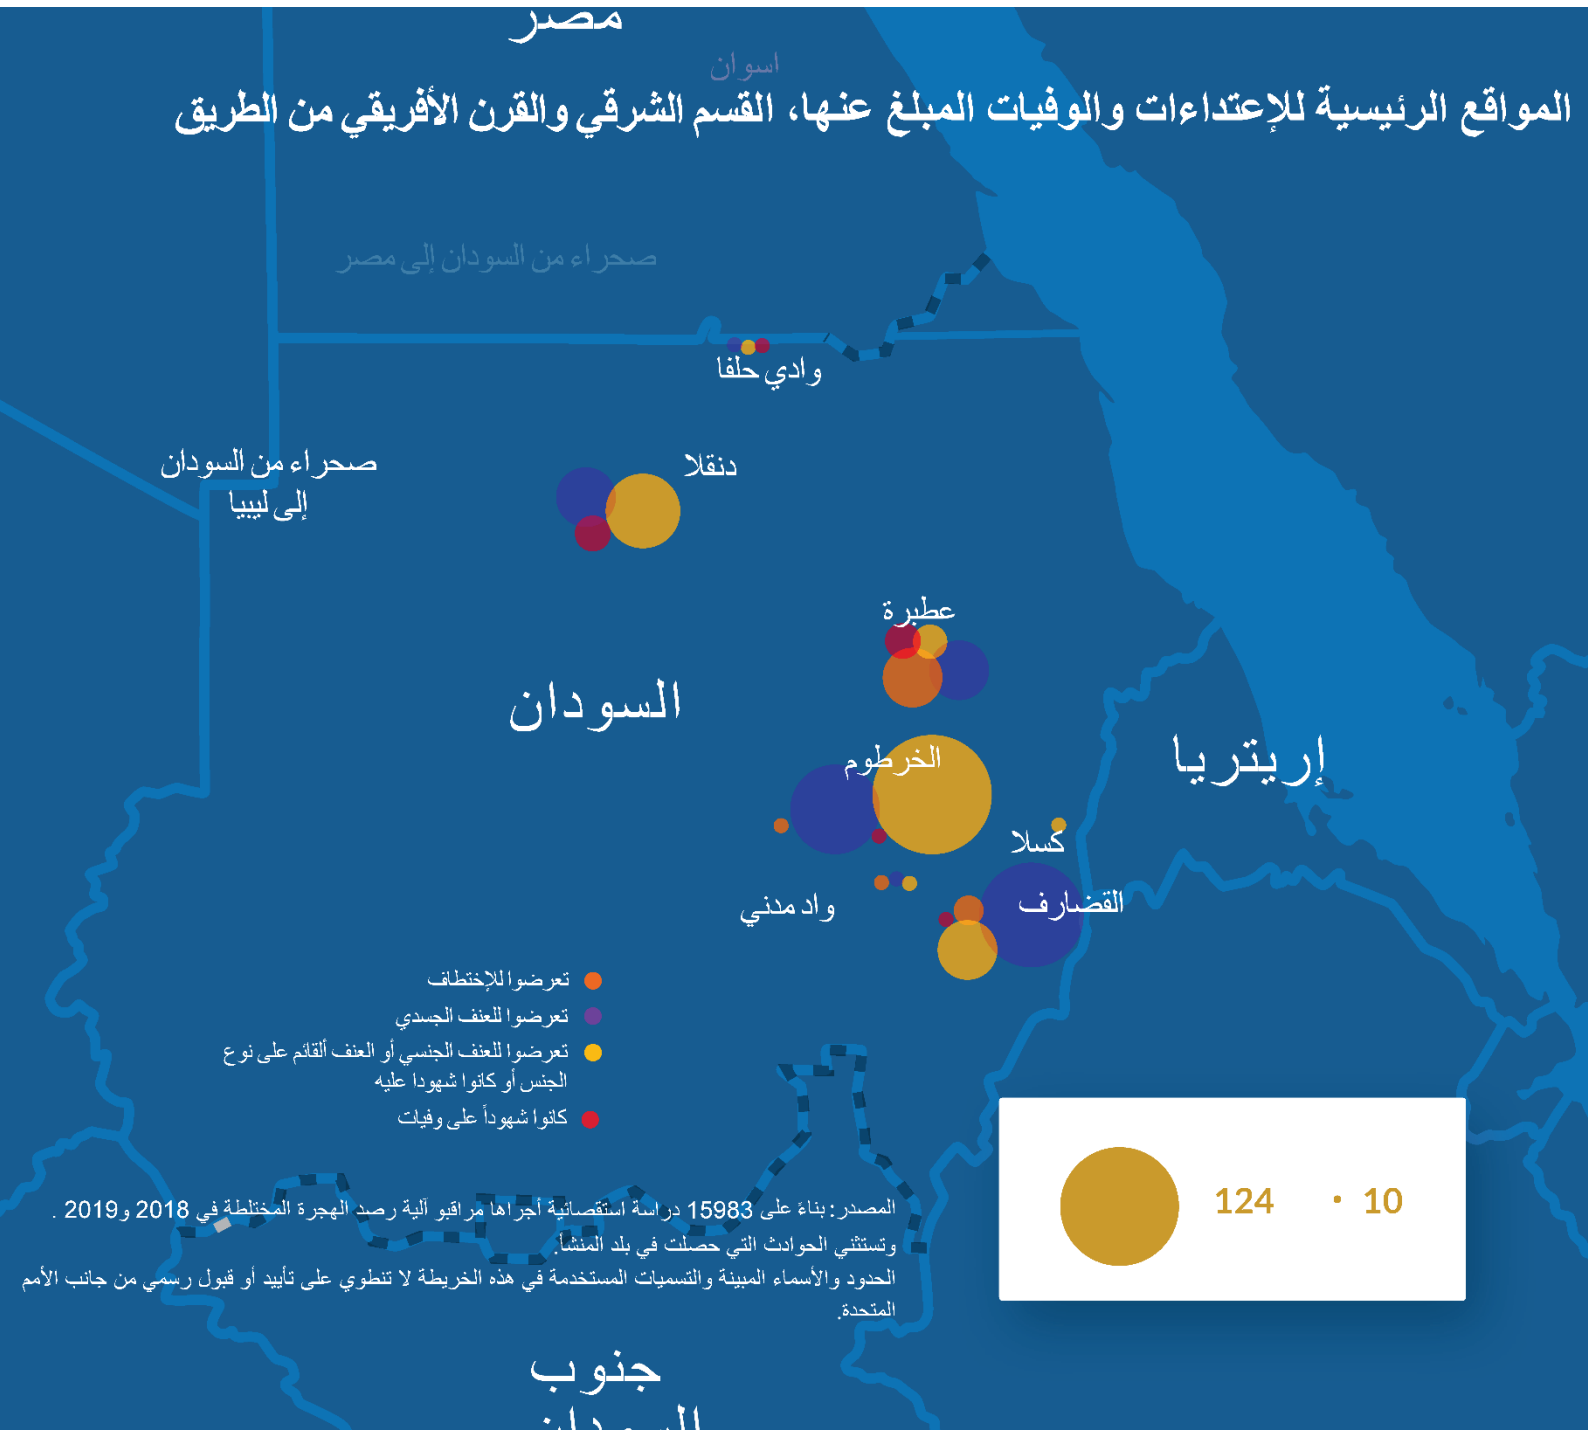 مصر
اسوان
المواقع الرئيسية للإعتداءات والوفيات المبلغ عنها، القسم الشرقي والقرن الأفريقي من الطريق
صحراء من السودان إلى مصر
وادي حلفا
صحراء من السودان
إلى ليبيا
دنقلا
عطبرة
السودان
إريتريا
الخرطوم
كسلا
القضارف
واد مدني
تعرضوا للإختطاف
تعرضوا للعنف الجسدي
تعرضوا للعنف الجنسي أو العنف ألقائم على نوع
الجنس أو كانوا شهودا عليه
كانوا شهوداً على وفيات
124
10
المصدر: بناءً على 15983 دراسة استقصائية أجراها مراقبو آلية رصد الهجرة المختلطة في 2018 و2019 .
وتستثني الحوادث التي حصلت في بلد المنشأ.
الحدود والأسماء المبينة والتسميات المستخدمة في هذه الخريطة لا تنطوي على تأييد أو قبول رسمي من جانب الأمم
المتحدة.
جنوب
السودان